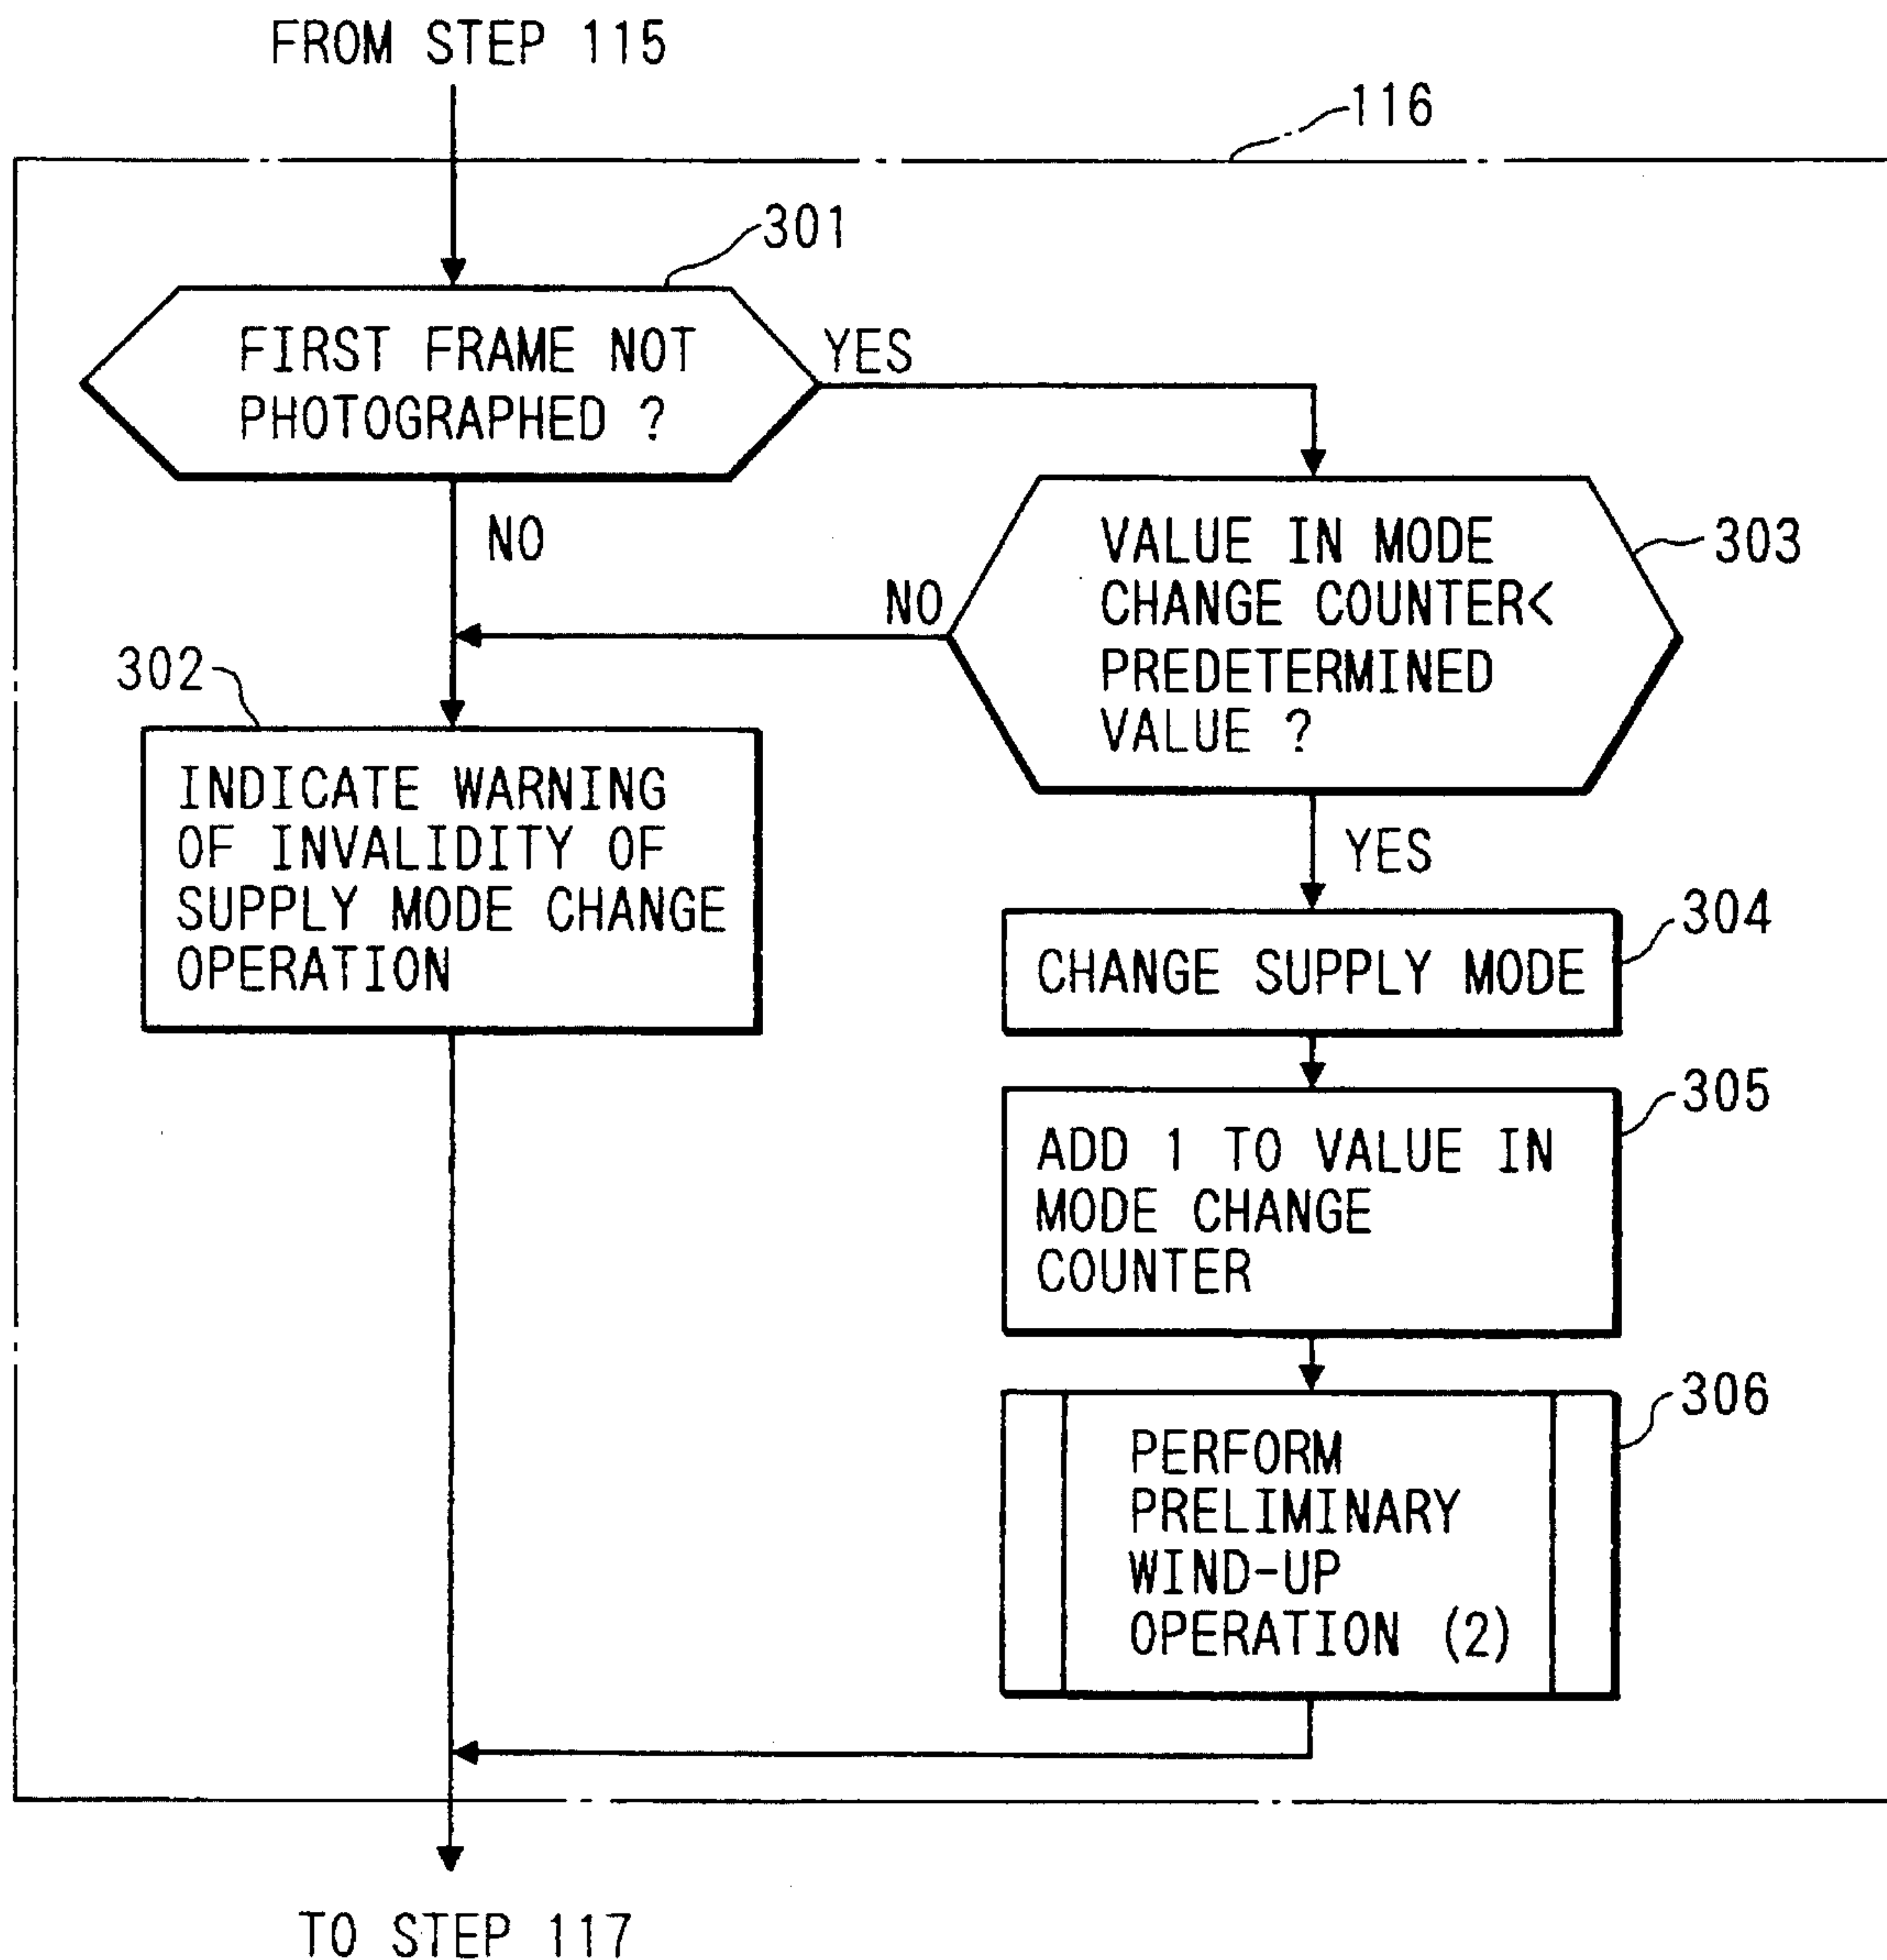 FROM STEP 115
116
301
FIRST FRAME NOT
PHOTOGRAPHED ?
YES
NO
303
VALUE IN MODE
CHANGE COUNTER<
PREDETERMINED
VALUE ?
NO
YES
302
INDICATE WARNING
OF INVALIDITY OF
SUPPLY MODE CHANGE
OPERATION
304
CHANGE SUPPLY MODE
305
ADD 1 TO VALUE IN
MODE CHANGE
COUNTER
306
PERFORM
PRELIMINARY
WIND-UP
OPERATION (2)
TO STEP 117